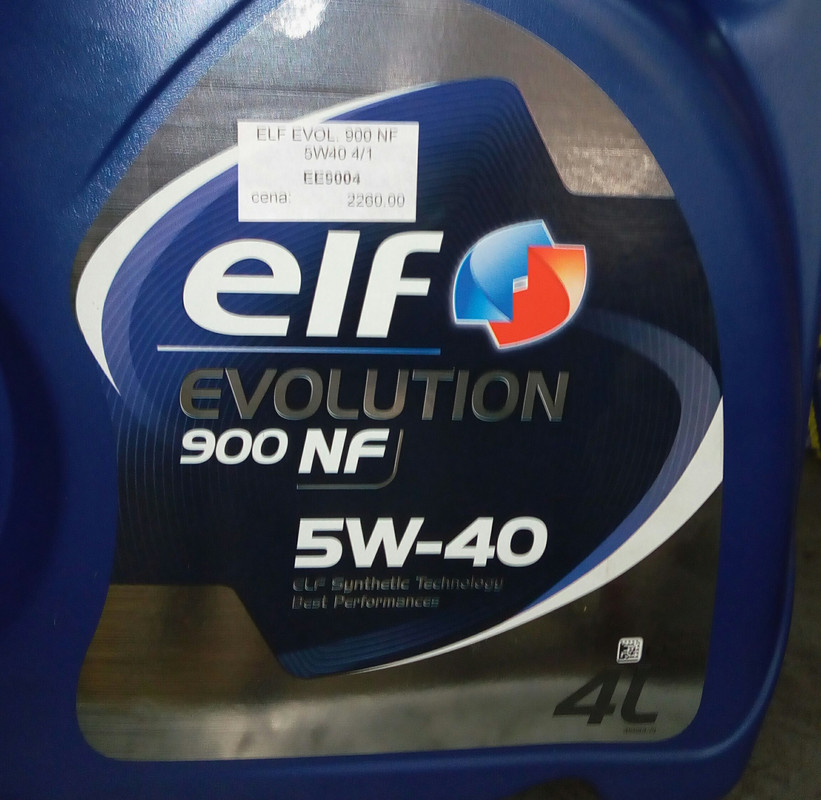 ELF EVOL. 900 NF
5W40 4/1
EE9004
cena: 2260.00
elf
EVOLUTION
900 NF
5W-40
ELF Synthetic Technology
Best Performances
4L